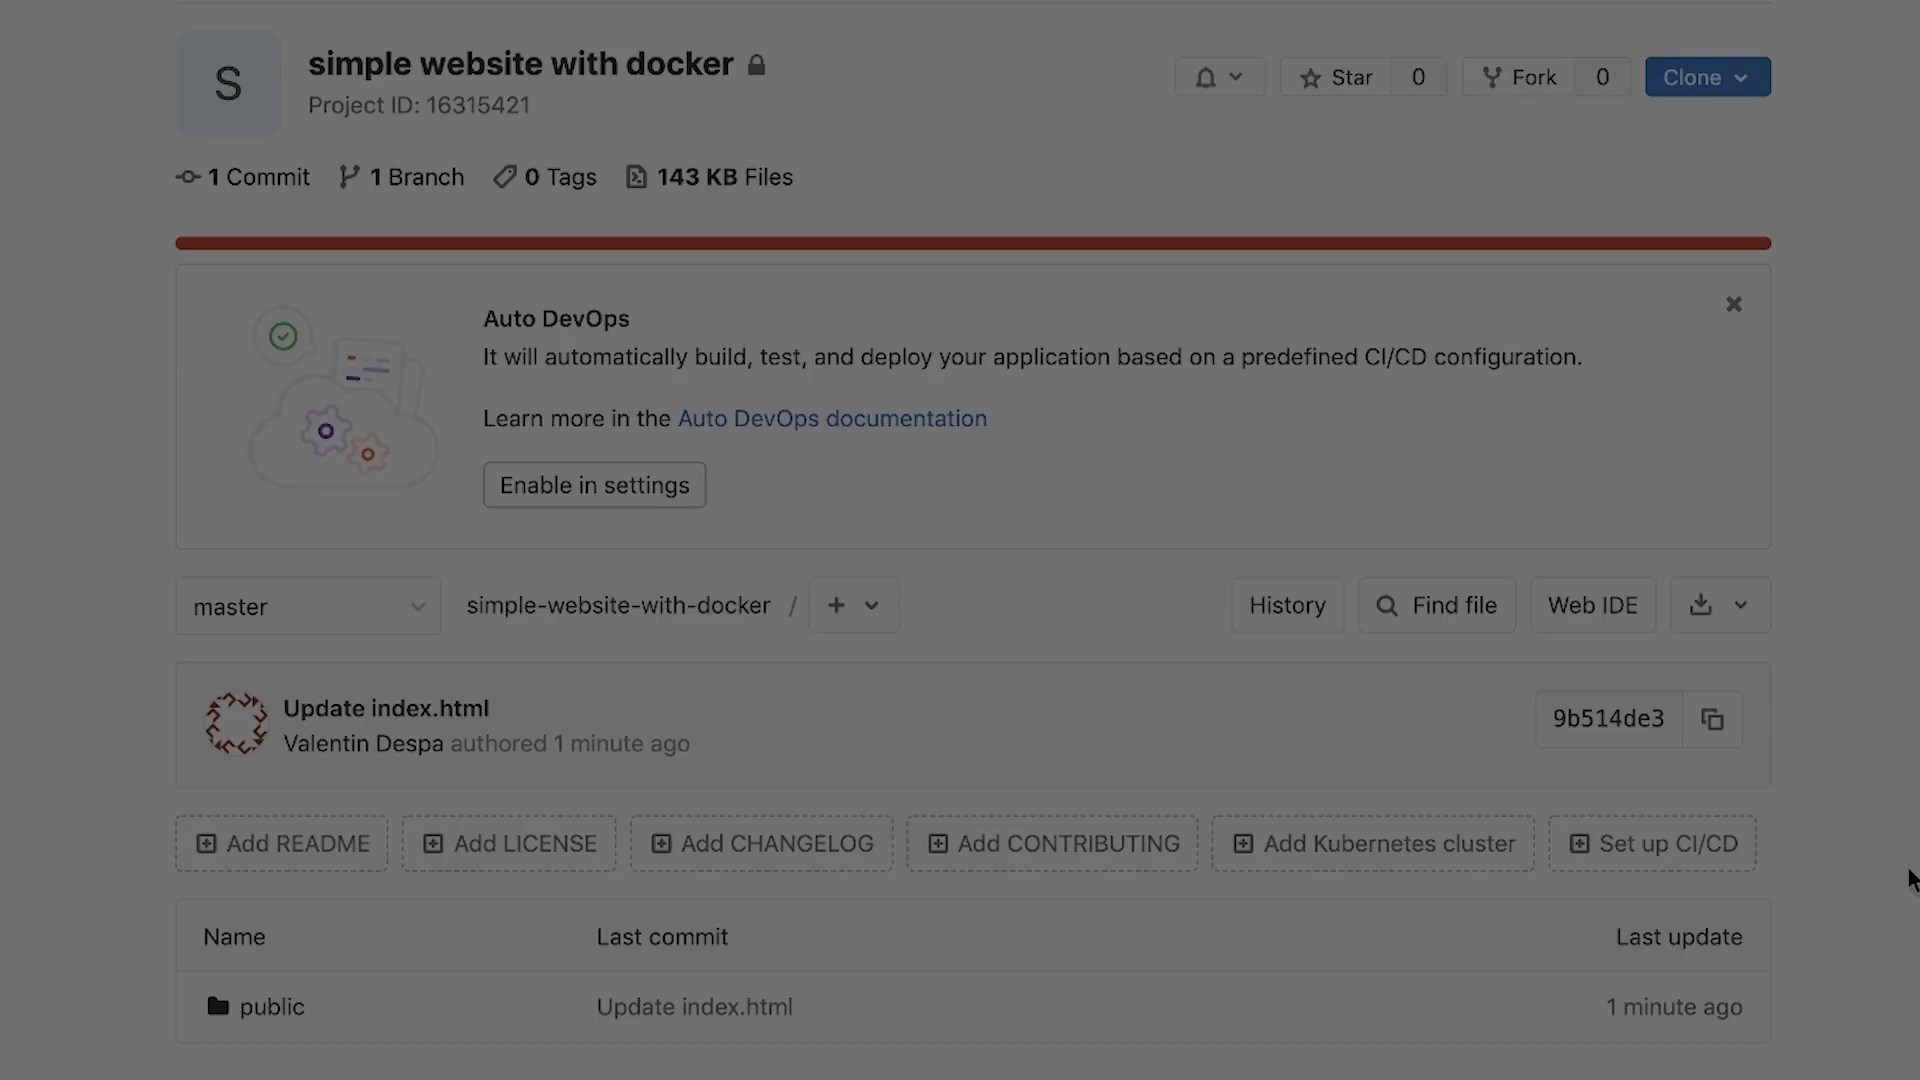 S
simple website with docker
Project ID: 16315421
Star 0
Fork 0
Clone
1 Commit 1 Branch 0 Tags 143 KB Files
Auto DevOps
It will automatically build, test, and deploy your application based on a predefined CI/CD configuration.
Learn more in the Auto DevOps documentation
Enable in settings
master simple-website-with-docker / + History Find file Web IDE
Update index.html
Valentin Despa authored 1 minute ago
9b514de3
Add README Add LICENSE Add CHANGELOG Add CONTRIBUTING Add Kubernetes cluster Set up CI/CD
Name Last commit Last update
public Update index.html 1 minute ago